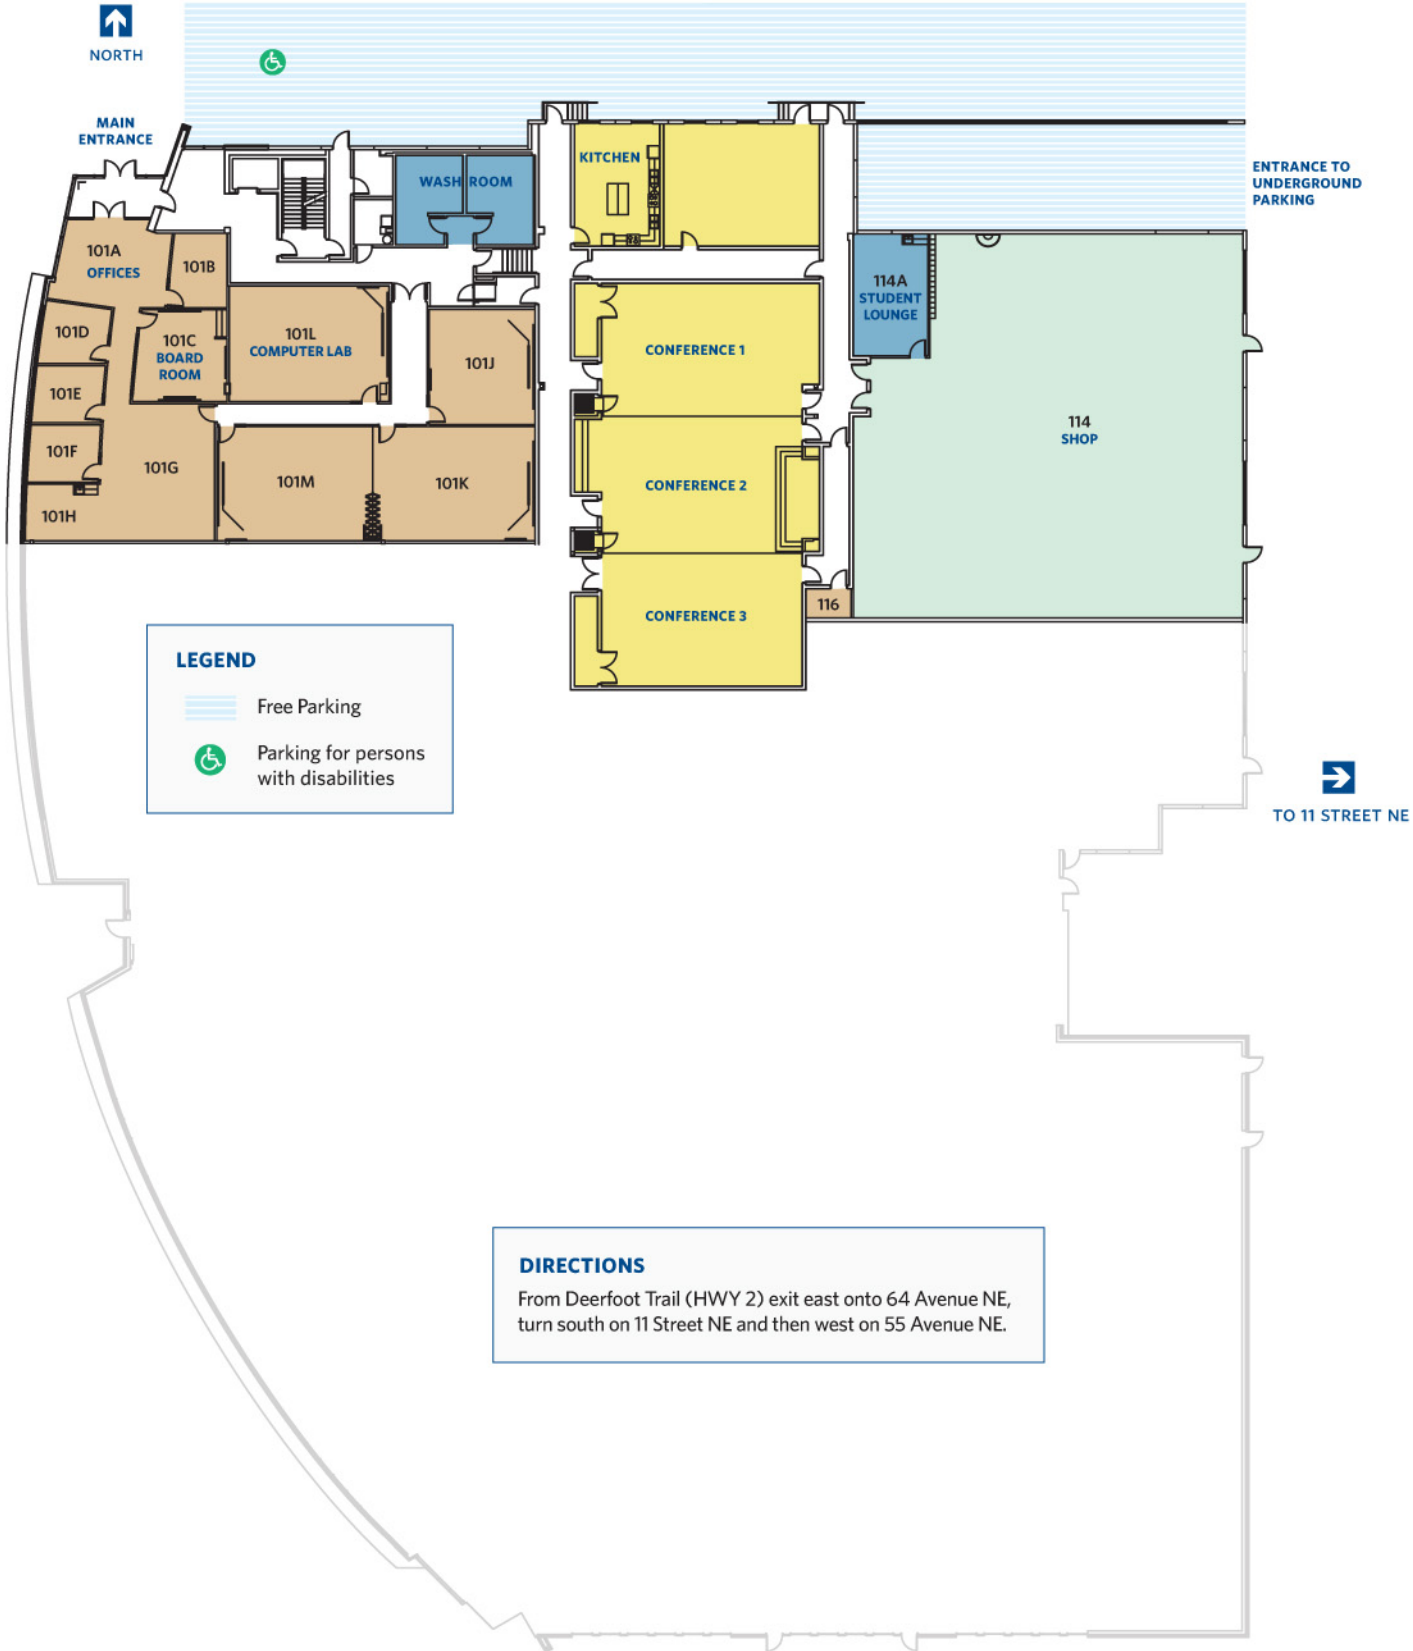 NORTH
MAIN
ENTRANCE
KITCHEN
WASH ROOM
ENTRANCE TO
UNDERGROUND
PARKING
101A
OFFICES
101B
114A
STUDENT
LOUNGE
101D
101C
BOARD
ROOM
101L
COMPUTER LAB
101J
CONFERENCE 1
101E
101F
101G
101M
101K
101H
CONFERENCE 2
114
SHOP
CONFERENCE 3
116
LEGEND
Free Parking
Parking for persons
with disabilities
TO 11 STREET NE
DIRECTIONS
From Deerfoot Trail (HWY 2) exit east onto 64 Avenue NE,
turn south on 11 Street NE and then west on 55 Avenue NE.